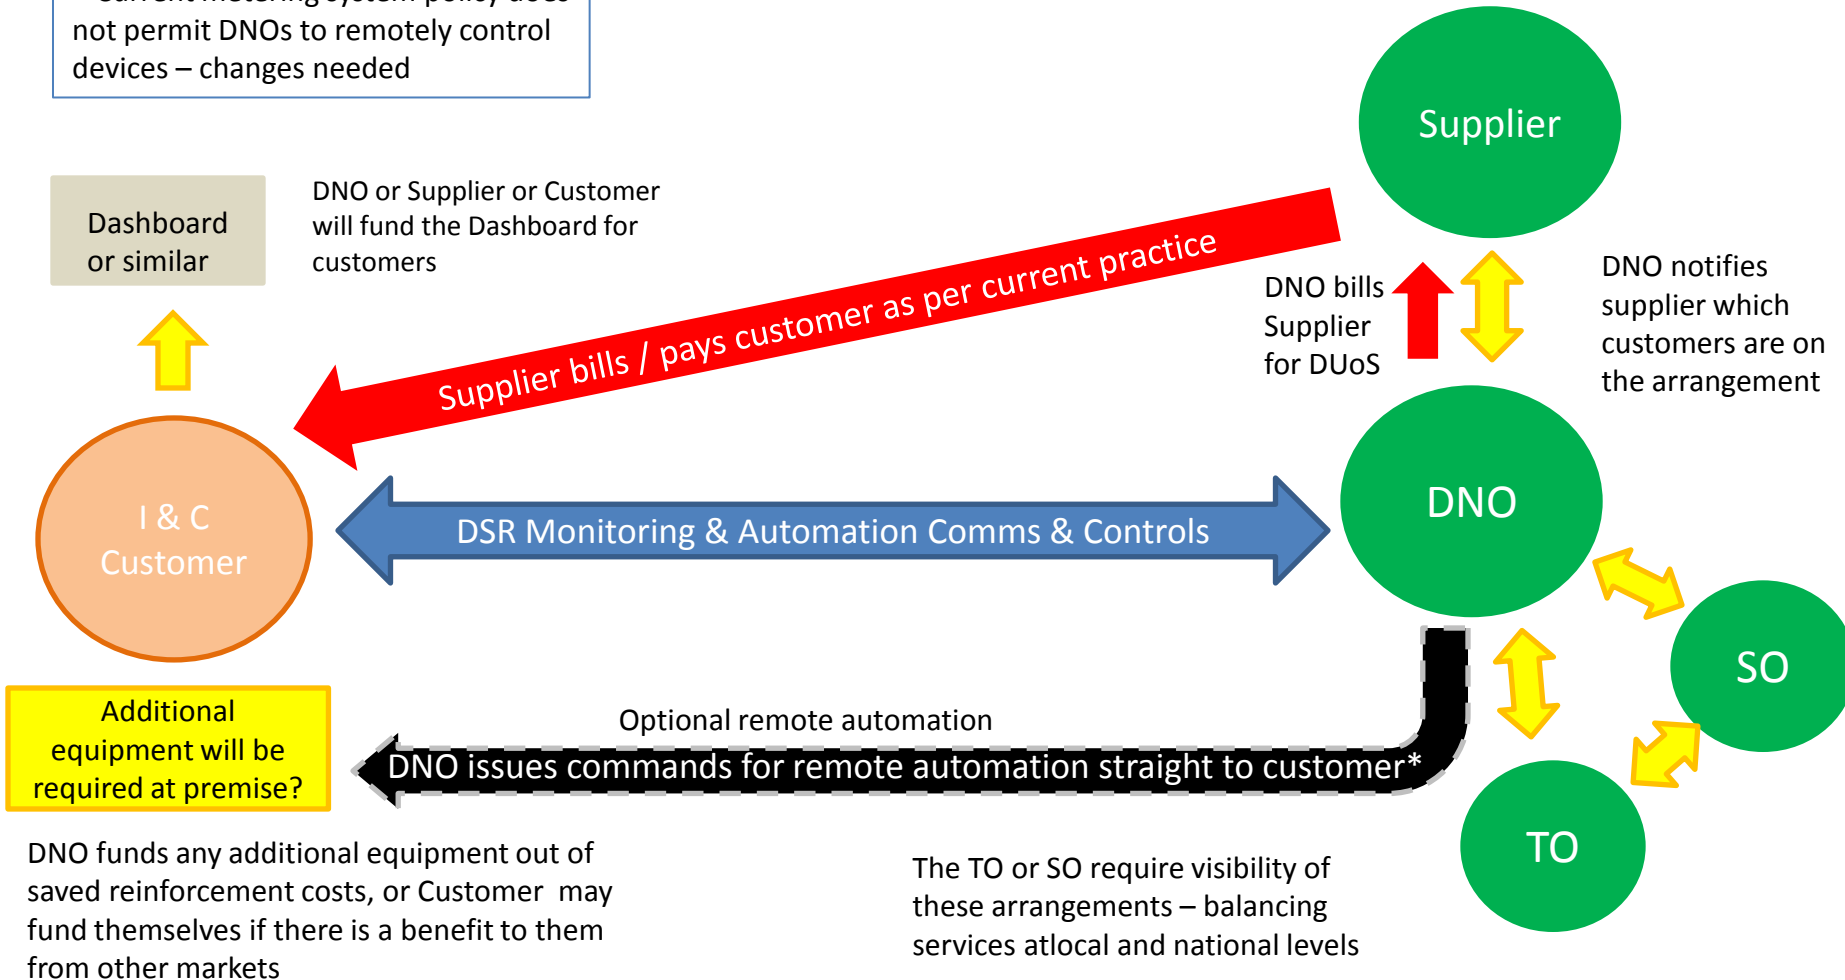 Current metering system policy does
not permit DNOs to remotely control
devices – changes needed
Supplier
Dashboard
or similar
DNO or Supplier or Customer
will fund the Dashboard for
customers
Supplier bills / pays customer as per current practice
DNO bills
Supplier
for DUoS
DNO notifies
supplier which
customers are on
the arrangement
I & C
Customer
DSR Monitoring & Automation Comms & Controls
DNO
SO
Additional
equipment will be
required at premise?
Optional remote automation
DNO issues commands for remote automation straight to customer*
TO
DNO funds any additional equipment out of
saved reinforcement costs, or Customer may
fund themselves if there is a benefit to them
from other markets
The TO or SO require visibility of
these arrangements – balancing
services atlocal and national levels